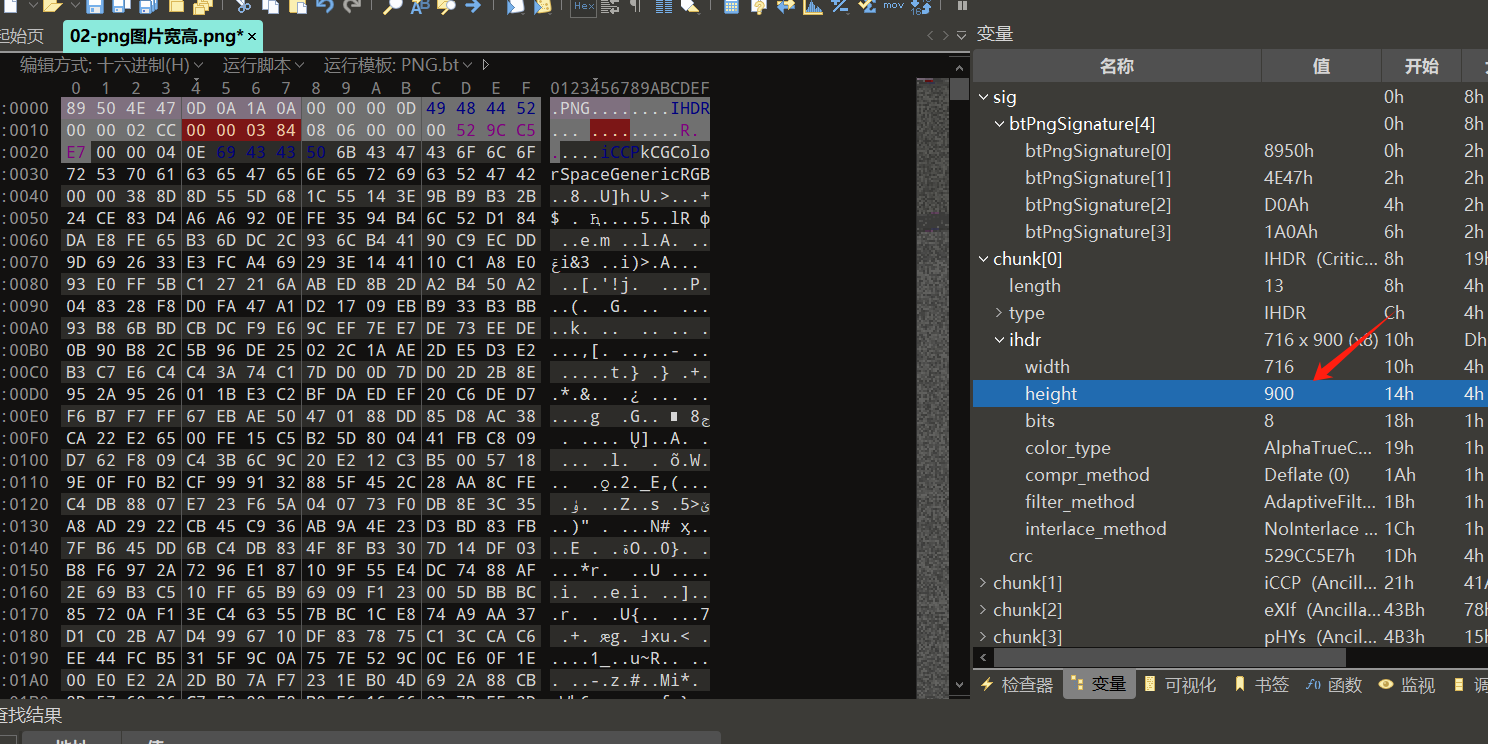 起始页
02-png图片宽高.png*
编辑方式: 十六进制(H) 运行脚本 运行模板: PNG.bt
0 1 2 3 4 5 6 7 8 9 A B C D E F 0123456789ABCDEF
:0000 89 50 4E 47 0D 0A 1A 0A 00 00 00 0D 49 48 44 52 .PNG........IHDR
:0010 00 00 02 CC 00 00 03 84 08 06 00 00 00 52 9C C5
:0020 E7 00 00 04 0E 69 43 43 50 6B 43 47 43 6F 6C 6F .....iCCPkCGColo
:0030 72 53 70 61 63 65 47 65 6E 65 72 69 63 52 47 42 rSpaceGenericRGB
:0040 00 00 38 8D 8D 55 5D 68 1C 55 14 3E 9B B9 B3 2B
:0050 24 CE 83 D4 A6 A6 92 0E FE 35 94 B4 6C 52 D1 84
:0060 DA E8 FE 65 B3 6D DC 2C 93 6C B4 41 90 C9 EC DD
:0070 9D 69 26 33 E3 FC A4 69 29 3E 14 41 10 C1 A8 E0
:0080 93 E0 FF 5B C1 27 21 6A AB ED 8B 2D A2 B4 50 A2
:0090 04 83 28 F8 D0 FA 47 A1 D2 17 09 EB B9 33 B3 BB
:00A0 93 B8 6B BD CB DC F9 E6 9C EF 7E E7 DE 73 EE DE
:00B0 0B 90 B8 2C 5B 96 DE 25 02 2C 1A AE 2D E5 D3 E2
:00C0 B3 C7 E6 C4 C4 3A 74 C1 7D D0 0D 7D D0 2D 2B 8E
:00D0 95 2A 95 26 01 1B E3 C2 BF DA ED EF 20 C6 DE D7
:00E0 F6 B7 F7 FF 67 EB AE 50 47 01 88 DD 85 D8 AC 38
:00F0 CA 22 E2 65 00 FE 15 C5 B2 5D 80 04 41 FB C8 09
:0100 D7 62 F8 09 C4 3B 6C 9C 20 E2 12 C3 B5 00 57 18
:0110 9E 0F F0 B2 CF 99 91 32 88 5F 45 2C 28 AA 8C FE
:0120 C4 DB 88 07 E7 23 F6 5A 04 07 73 F0 DB 8E 3C 35
:0130 A8 AD 29 22 CB 45 C9 36 AB 9A 4E 23 D3 BD 83 FB
:0140 7F B6 45 DD 6B C4 DB 83 4F 8F B3 30 7D 14 DF 03
:0150 B8 F6 97 2A 72 96 E1 87 10 9F 55 E4 DC 74 88 AF
:0160 2E 69 B3 C5 10 FF 65 B9 69 09 F1 23 00 5D BB BC
:0170 85 72 0A F1 3E C4 63 55 7B BC 1C E8 74 A9 AA 37
:0180 D1 C0 2B A7 D4 99 67 10 DF 83 78 75 C1 3C CA C6
:0190 EE 44 FC B5 31 5F 9C 0A 75 7E 52 9C 0C E6 0F 1E
:01A0 00 E0 E2 2A 2D B0 7A F7 23 1E B0 4D 69 2A 88 CB
查找结果
变量
名称 值 开始
sig 0h 8h
btPngSignature[4] 0h 8h
btPngSignature[0] 8950h 0h 2h
btPngSignature[1] 4E47h 2h 2h
btPngSignature[2] D0Ah 4h 2h
btPngSignature[3] 1A0Ah 6h 2h
chunk[0] IHDR (Critic... 8h 19h
length 13 8h 4h
type IHDR Ch 4h
ihdr 716 x 900 (x8) 10h Dh
width 716 10h 4h
height 900 14h 4h
bits 8 18h 1h
color_type AlphaTrueC... 19h 1h
compr_method Deflate (0) 1Ah 1h
filter_method AdaptiveFilt... 1Bh 1h
interlace_method NoInterlace ... 1Ch 1h
crc 529CC5E7h 1Dh 4h
chunk[1] iCCP (Ancill... 21h
chunk[2] eXIf (Ancilla... 43Bh
chunk[3] pHYs (Ancil... 4B3h
检查器 变量 可视化 书签 函数 监视